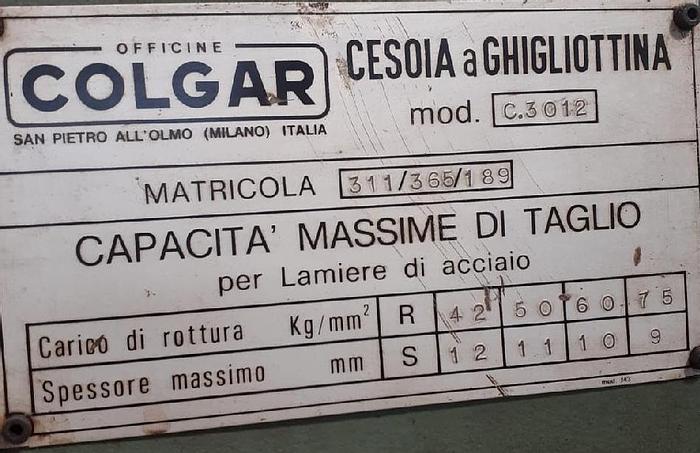 OFFICINE
COLGAR
SAN PIETRO ALL'OLMO (MILANO) ITALIA
CESOIA a GHIGLIOTTINA
mod. C.3012
MATRICOLA 311/365/189
CAPACITA' MASSIME DI TAGLIO
per Lamiere di acciaio
Carico di rottura Kg/mm² R 42 50 60 75
Spessore massimo mm S 12 11 10 9